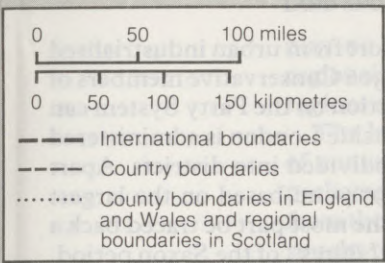 0 50 100 miles
0 50 100 150 kilometres
International boundaries
Country boundaries
County boundaries in England
and Wales and regional
boundaries in Scotland